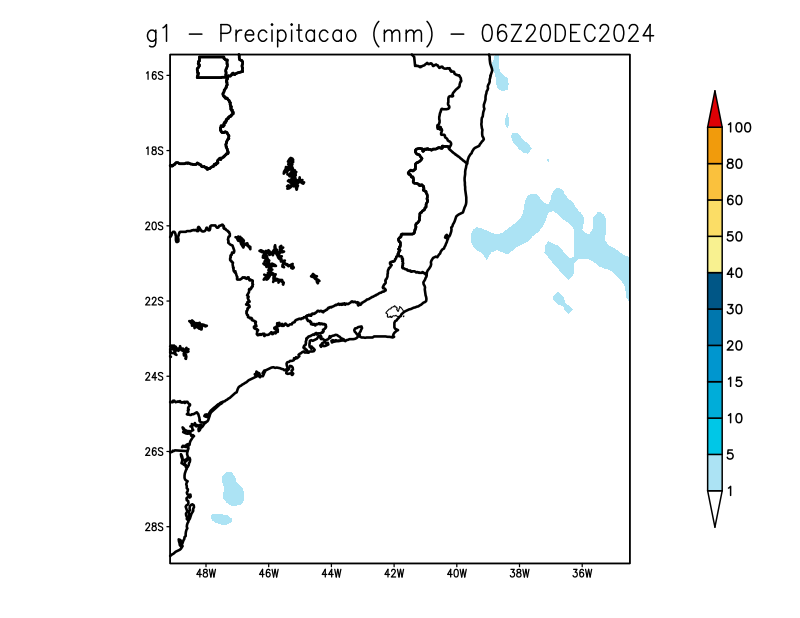 g1 – Precipitacao (mm) – 06Z20DEC2024
16S
18S
20S
22S
24S
26S
28S
48W 46W 44W 42W 40W 38W 36W
100
80
60
50
40
30
20
15
10
5
1